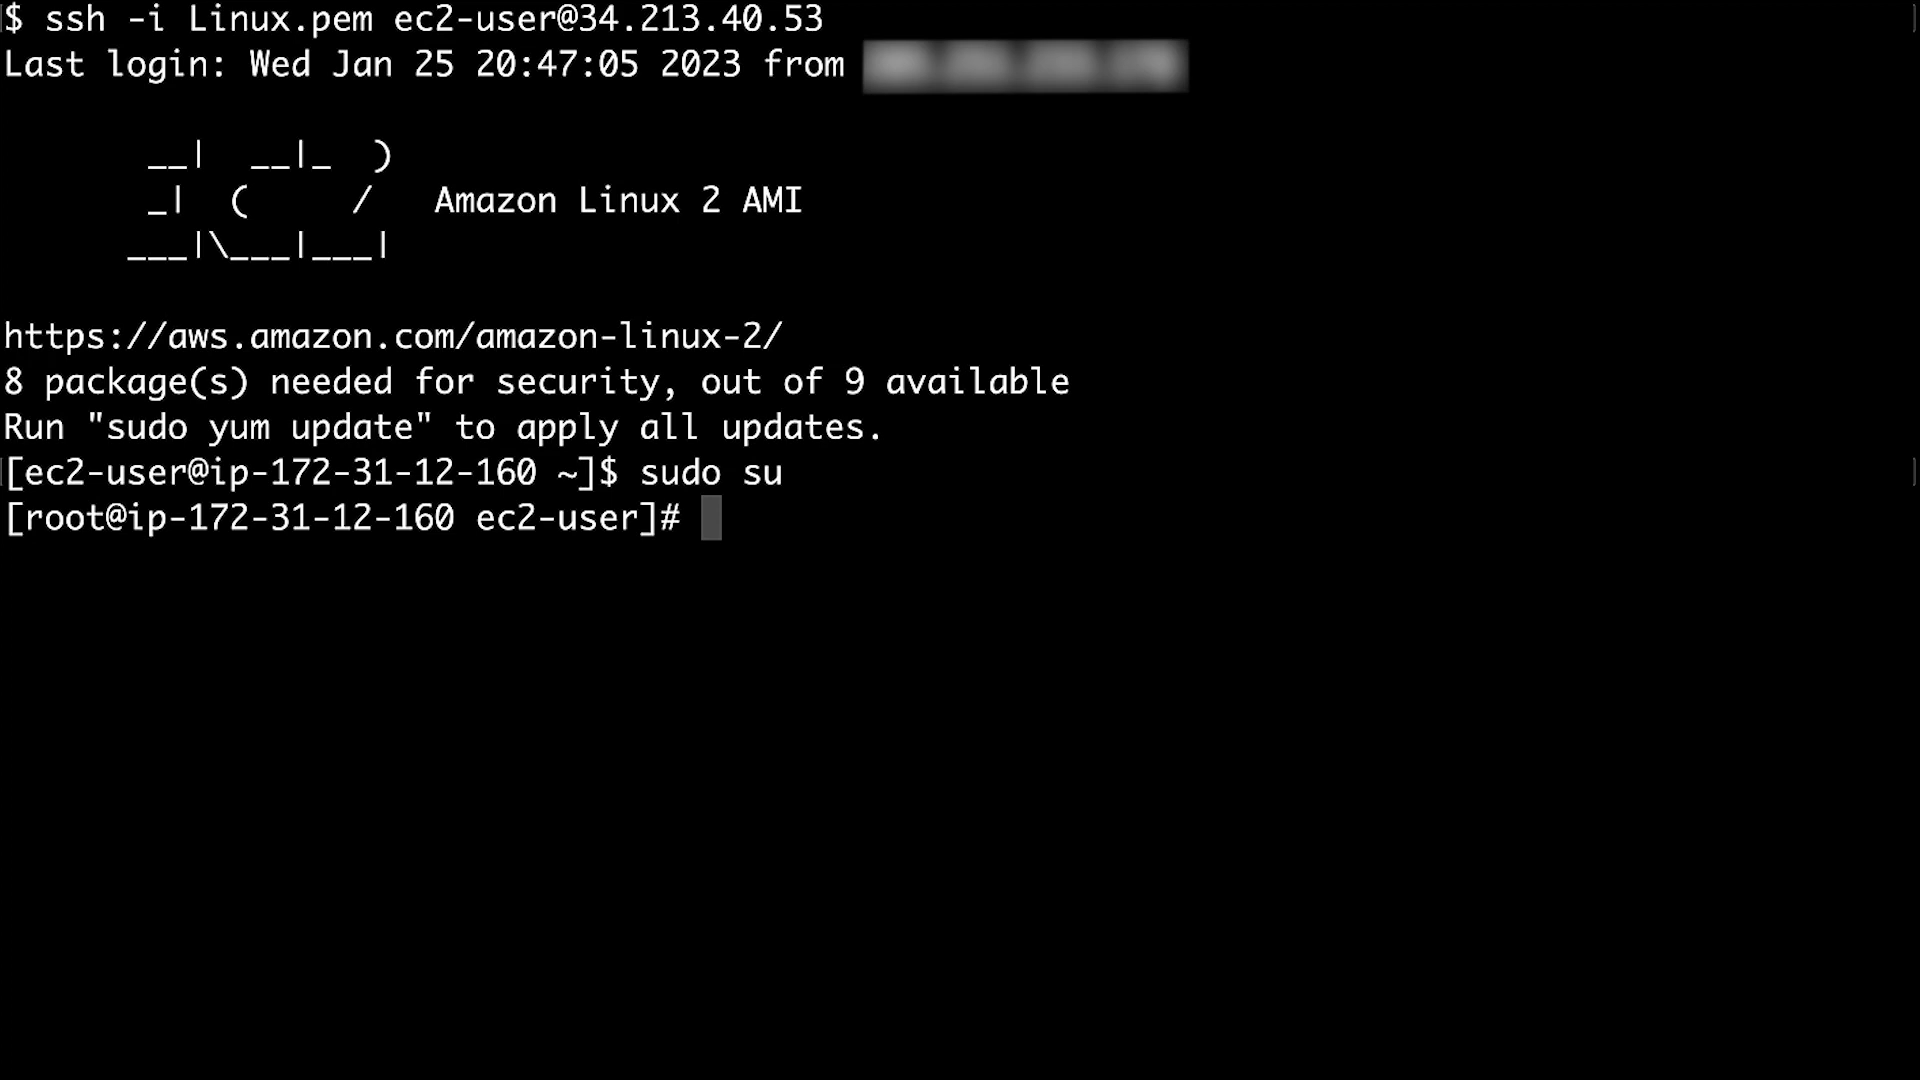 $ ssh -i Linux.pem ec2-user@34.213.40.53
Last login: Wed Jan 25 20:47:05 2023 from
       __|  __|_  )
       _|  (     /   Amazon Linux 2 AMI
      ___|\___|___|
https://aws.amazon.com/amazon-linux-2/
8 package(s) needed for security, out of 9 available
Run "sudo yum update" to apply all updates.
[ec2-user@ip-172-31-12-160 ~]$ sudo su
[root@ip-172-31-12-160 ec2-user]#